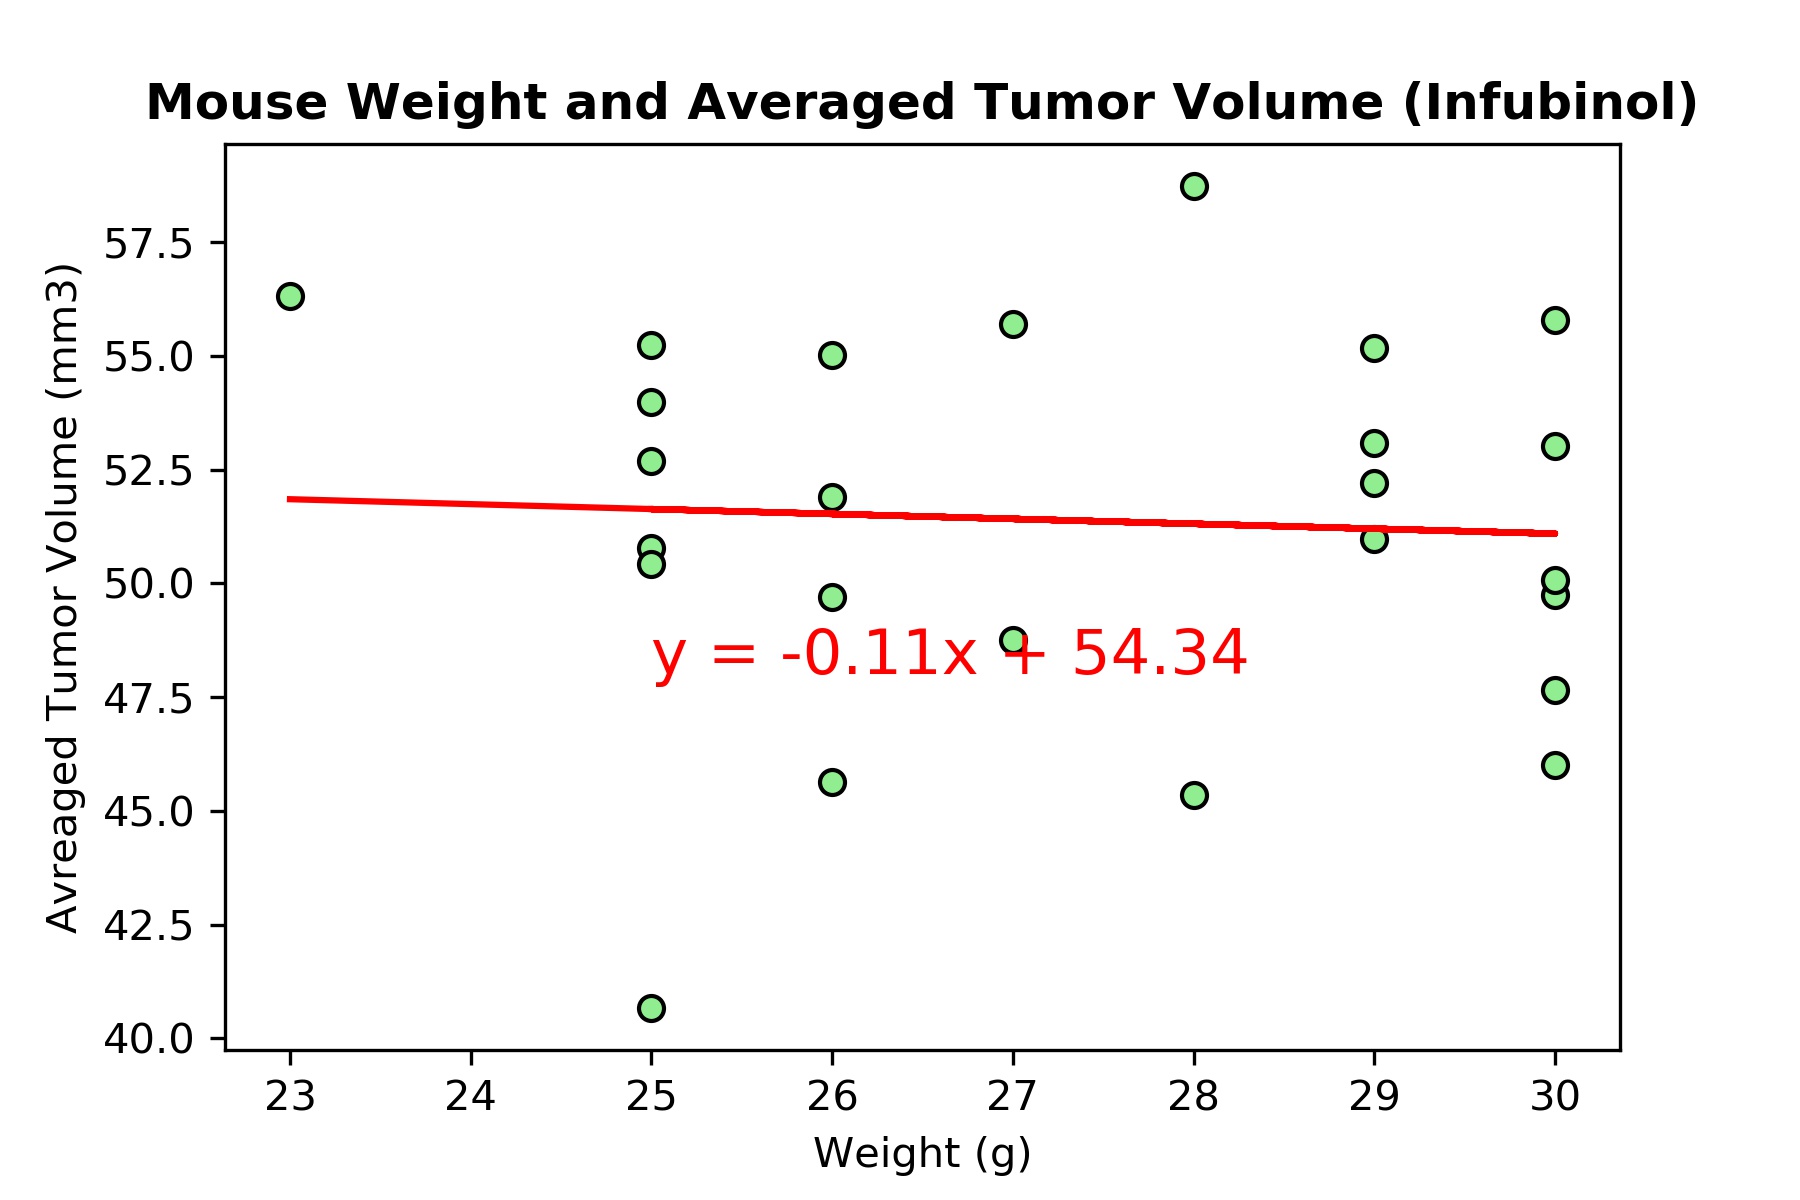 Mouse Weight and Averaged Tumor Volume (Infubinol)
Avreaged Tumor Volume (mm3)
57.5
55.0
52.5
50.0
47.5
45.0
42.5
40.0
y = -0.11x + 54.34
23 24 25 26 27 28 29 30
Weight (g)